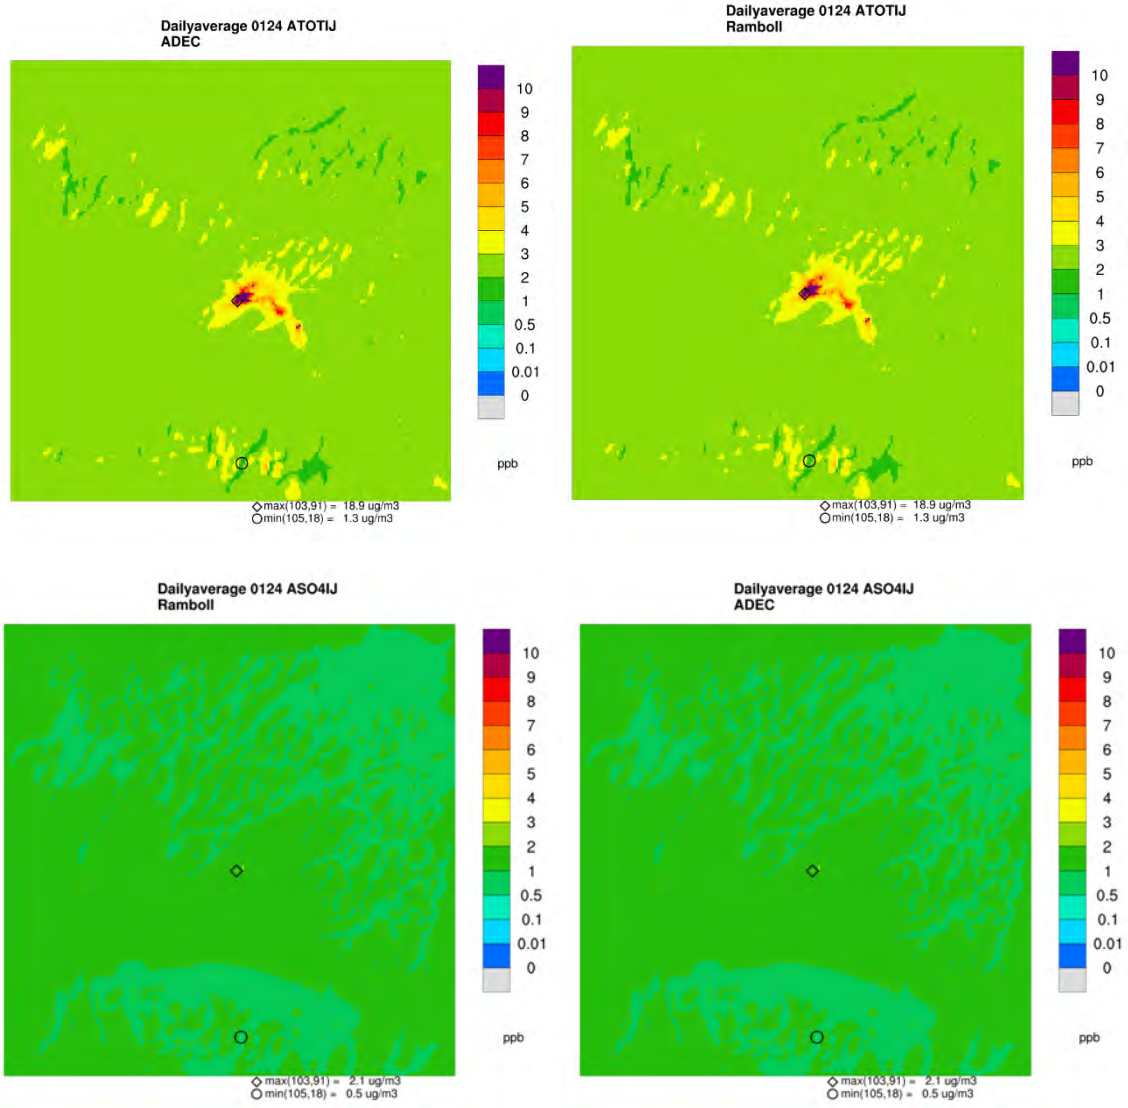 Dailyaverage 0124 ATOTIJ
ADEC
10
9
8
7
6
5
4
3
2
1
0.5
0.1
0.01
0
ppb
max(103,91) = 18.9 ug/m3
min(105,18) = 1.3 ug/m3
Dailyaverage 0124 ATOTIJ
Ramboll
10
9
8
7
6
5
4
3
2
1
0.5
0.1
0.01
0
ppb
max(103,91) = 18.9 ug/m3
min(105,18) = 1.3 ug/m3
Dailyaverage 0124 ASO4IJ
Ramboll
10
9
8
7
6
5
4
3
2
1
0.5
0.1
0.01
0
ppb
max(103,91) = 2.1 ug/m3
min(105,18) = 0.5 ug/m3
Dailyaverage 0124 ASO4IJ
ADEC
10
9
8
7
6
5
4
3
2
1
0.5
0.1
0.01
0
ppb
max(103,91) = 2.1 ug/m3
min(105,18) = 0.5 ug/m3